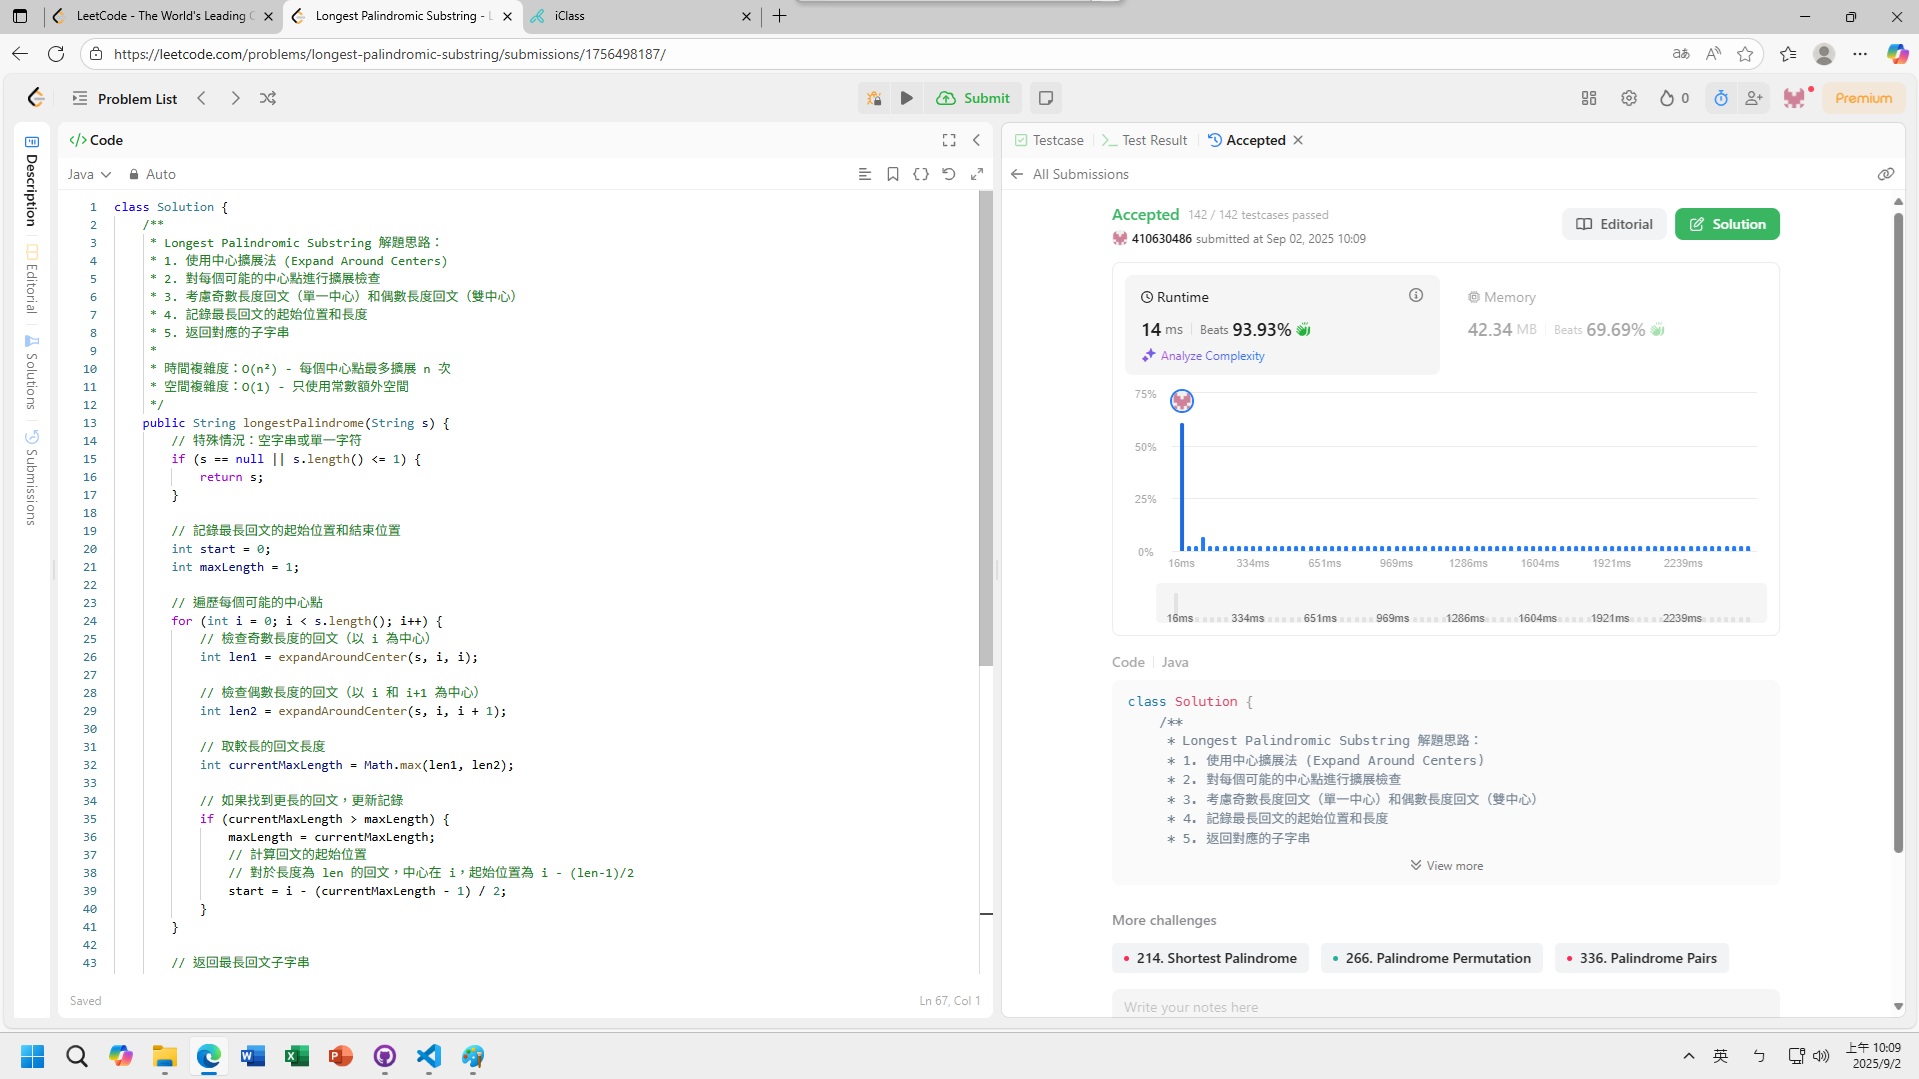 LeetCode - The World's Leading
Longest Palindromic Substring - L
iClass
https://leetcode.com/problems/longest-palindromic-substring/submissions/1756498187/
Problem List
Submit
0
Premium
Description
Editorial
Solutions
Submissions
</> Code
Java
Auto
1 class Solution {
2 /**
3 * Longest Palindromic Substring 解題思路：
4 * 1. 使用中心擴展法 (Expand Around Centers)
5 * 2. 對每個可能的中心點進行擴展檢查
6 * 3. 考慮奇數長度回文（單一中心）和偶數長度回文（雙中心）
7 * 4. 記錄最長回文的起始位置和長度
8 * 5. 返回對應的子字串
9 *
10 * 時間複雜度：O(n²) - 每個中心點最多擴展 n 次
11 * 空間複雜度：O(1) - 只使用常數額外空間
12 */
13 public String longestPalindrome(String s) {
14 // 特殊情況：空字串或單一字符
15 if (s == null || s.length() <= 1) {
16 return s;
17 }
18
19 // 記錄最長回文的起始位置和結束位置
20 int start = 0;
21 int maxLength = 1;
22
23 // 遍歷每個可能的中心點
24 for (int i = 0; i < s.length(); i++) {
25 // 檢查奇數長度的回文（以 i 為中心）
26 int len1 = expandAroundCenter(s, i, i);
27
28 // 檢查偶數長度的回文（以 i 和 i+1 為中心）
29 int len2 = expandAroundCenter(s, i, i + 1);
30
31 // 取較長的回文長度
32 int currentMaxLength = Math.max(len1, len2);
33
34 // 如果找到更長的回文，更新記錄
35 if (currentMaxLength > maxLength) {
36 maxLength = currentMaxLength;
37 // 計算回文的起始位置
38 // 對於長度為 len 的回文，中心在 i，起始位置為 i - (len-1)/2
39 start = i - (currentMaxLength - 1) / 2;
40 }
41 }
42
43 // 返回最長回文子字串
Saved
Ln 67, Col 1
Testcase
Test Result
Accepted
All Submissions
Accepted 142 / 142 testcases passed
410630486 submitted at Sep 02, 2025 10:09
Editorial
Solution
Runtime
14 ms Beats 93.93%
Analyze Complexity
Memory
42.34 MB Beats 69.69%
75%
50%
25%
0%
16ms 334ms 651ms 969ms 1286ms 1604ms 1921ms 2239ms
16ms 334ms 651ms 969ms 1286ms 1604ms 1921ms 2239ms
Code Java
class Solution {
/**
* Longest Palindromic Substring 解題思路：
* 1. 使用中心擴展法 (Expand Around Centers)
* 2. 對每個可能的中心點進行擴展檢查
* 3. 考慮奇數長度回文（單一中心）和偶數長度回文（雙中心）
* 4. 記錄最長回文的起始位置和長度
* 5. 返回對應的子字串
View more
More challenges
214. Shortest Palindrome
266. Palindrome Permutation
336. Palindrome Pairs
Write your notes here
英
ㄅ
上午 10:09
2025/9/2